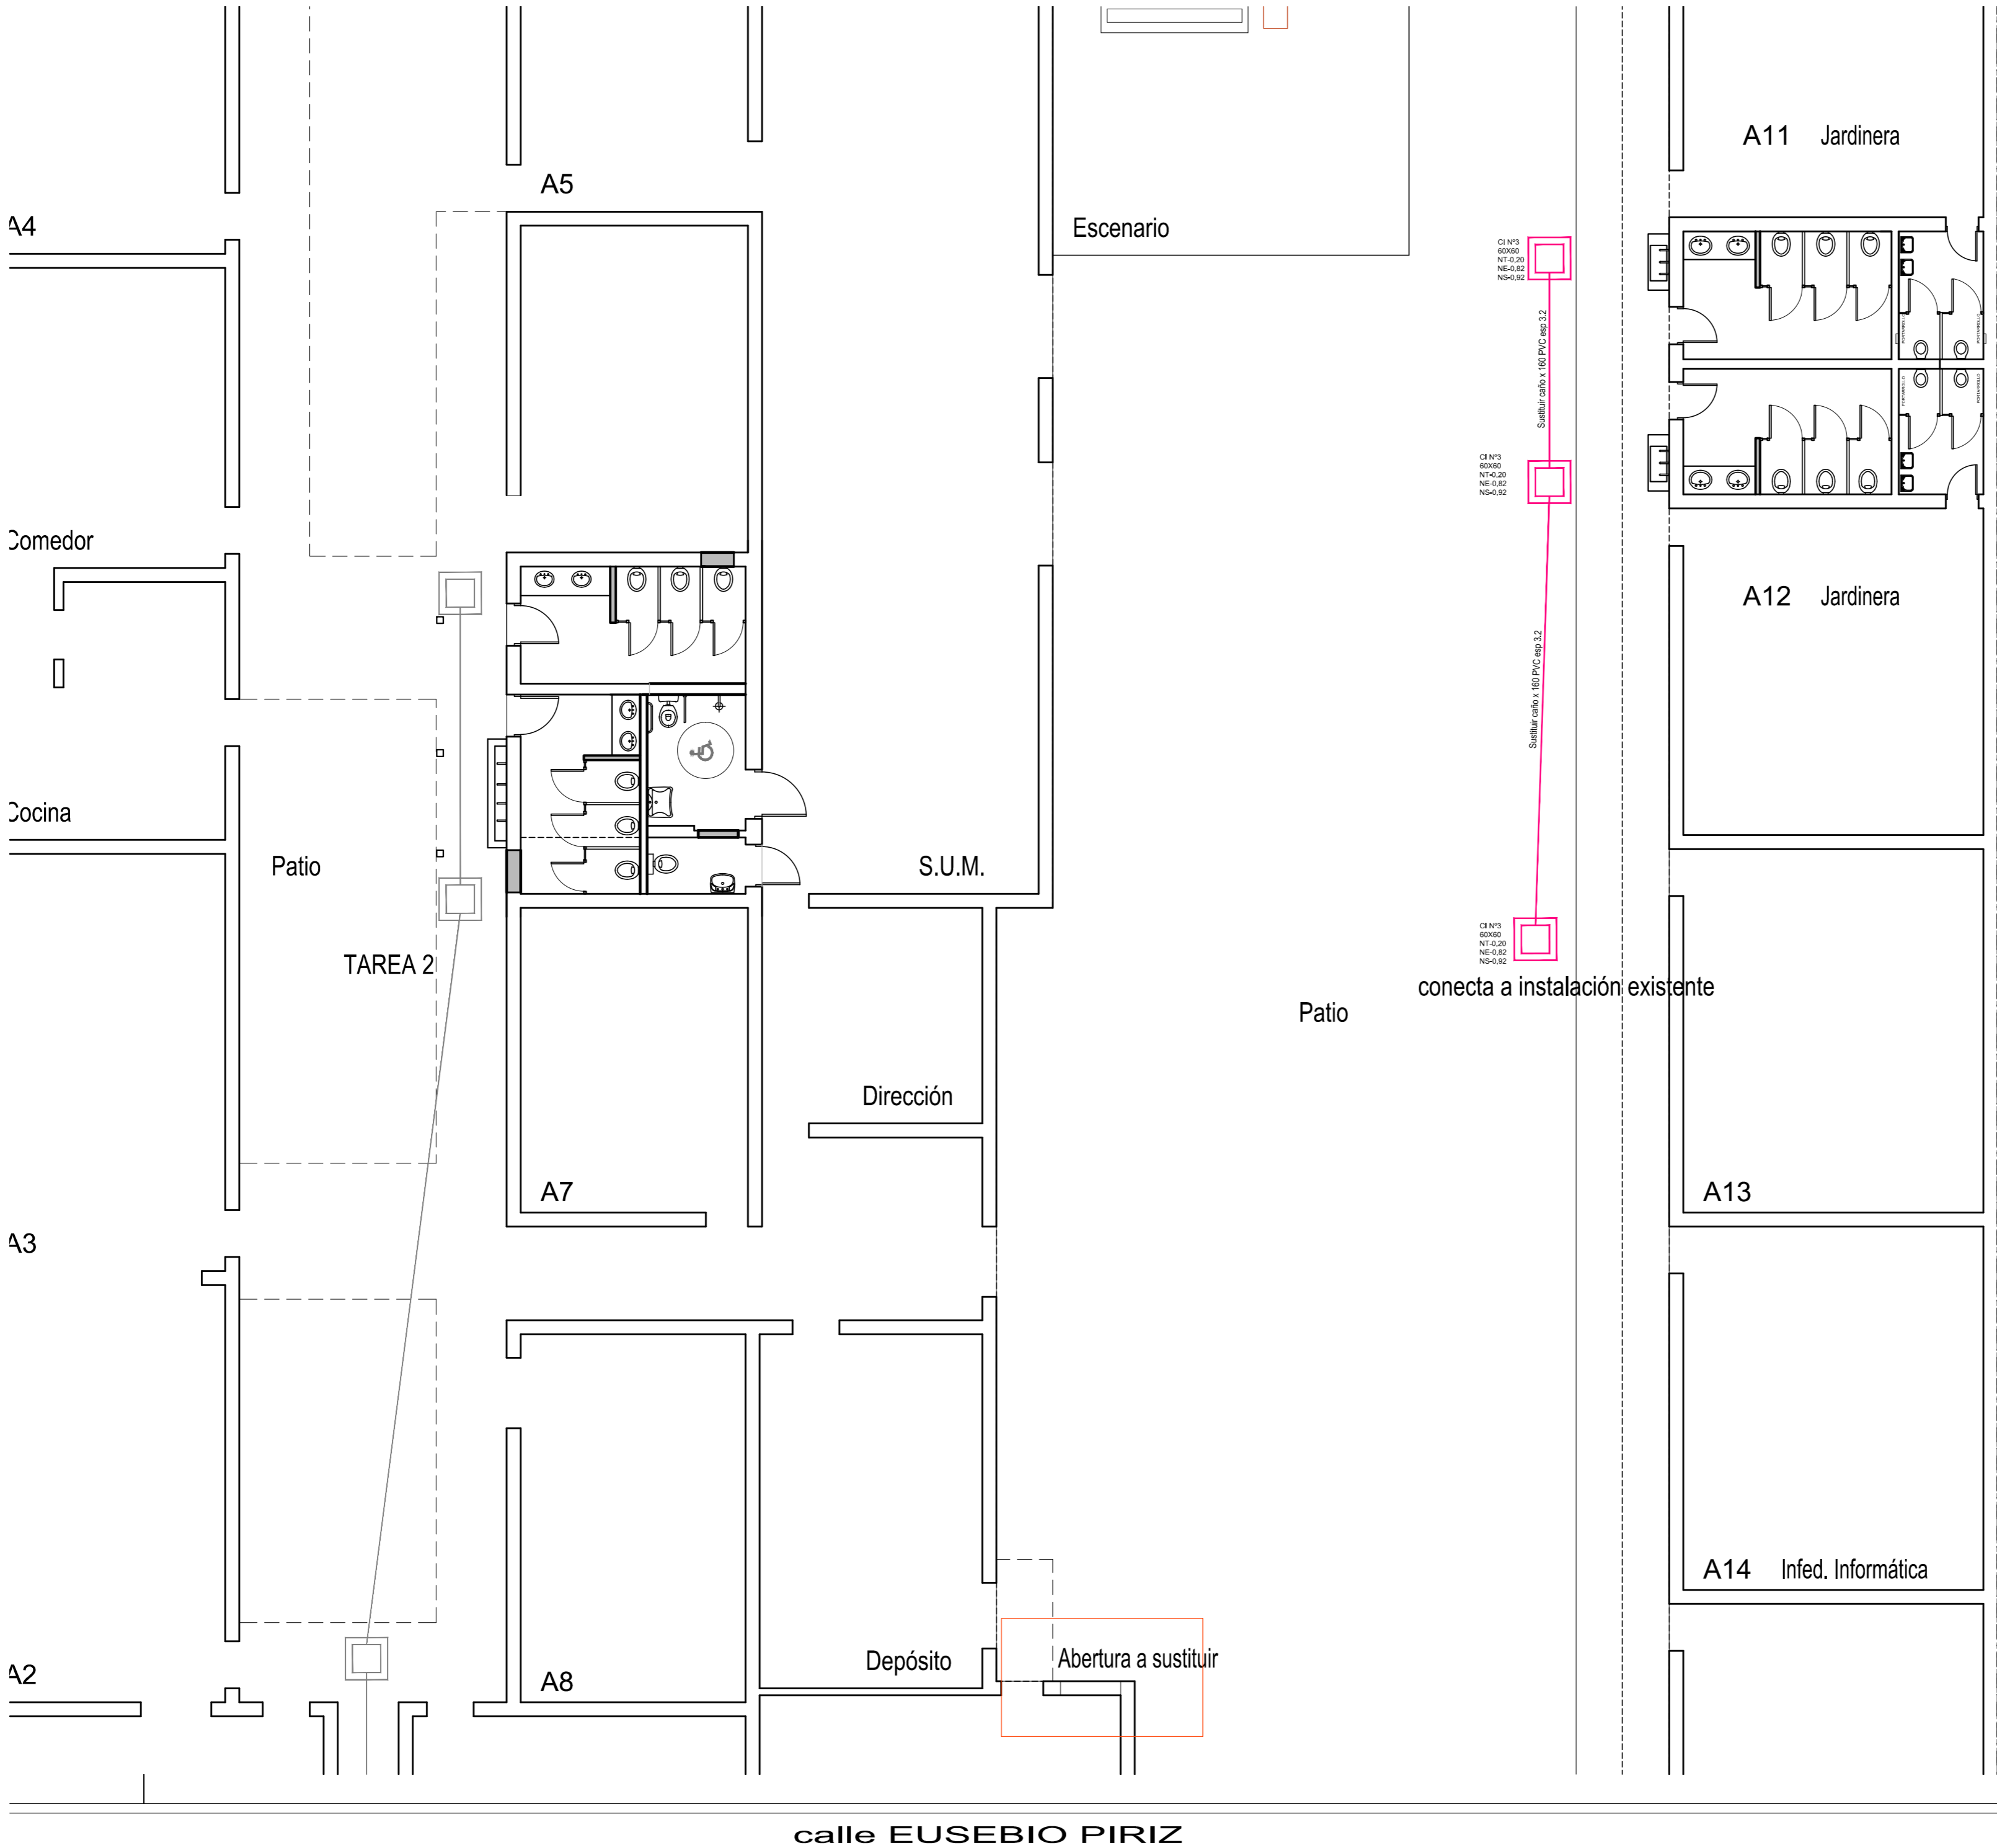 A11 Jardinera
A5
A4
Escenario
CI Nº3
60X60
NT-0,20
NE-0,82
NS-0,92
PORTARROLLO
PORTARROLLO
Sustituir caño x 160 PVC esp 3.2
PORTARROLLO
PORTARROLLO
CI Nº3
60X60
NT-0,20
NE-0,82
NS-0,92
Comedor
A12 Jardinera
Sustituir caño x 160 PVC esp 3.2
Cocina
Patio
S.U.M.
CI Nº3
60X60
NT-0,20
NE-0,82
NS-0,92
TAREA 2
conecta a instalación existente
Patio
Dirección
A7
A13
A3
A14 Infed. Informática
Depósito
Abertura a sustituir
A2
A8
calle EUSEBIO PIRIZ